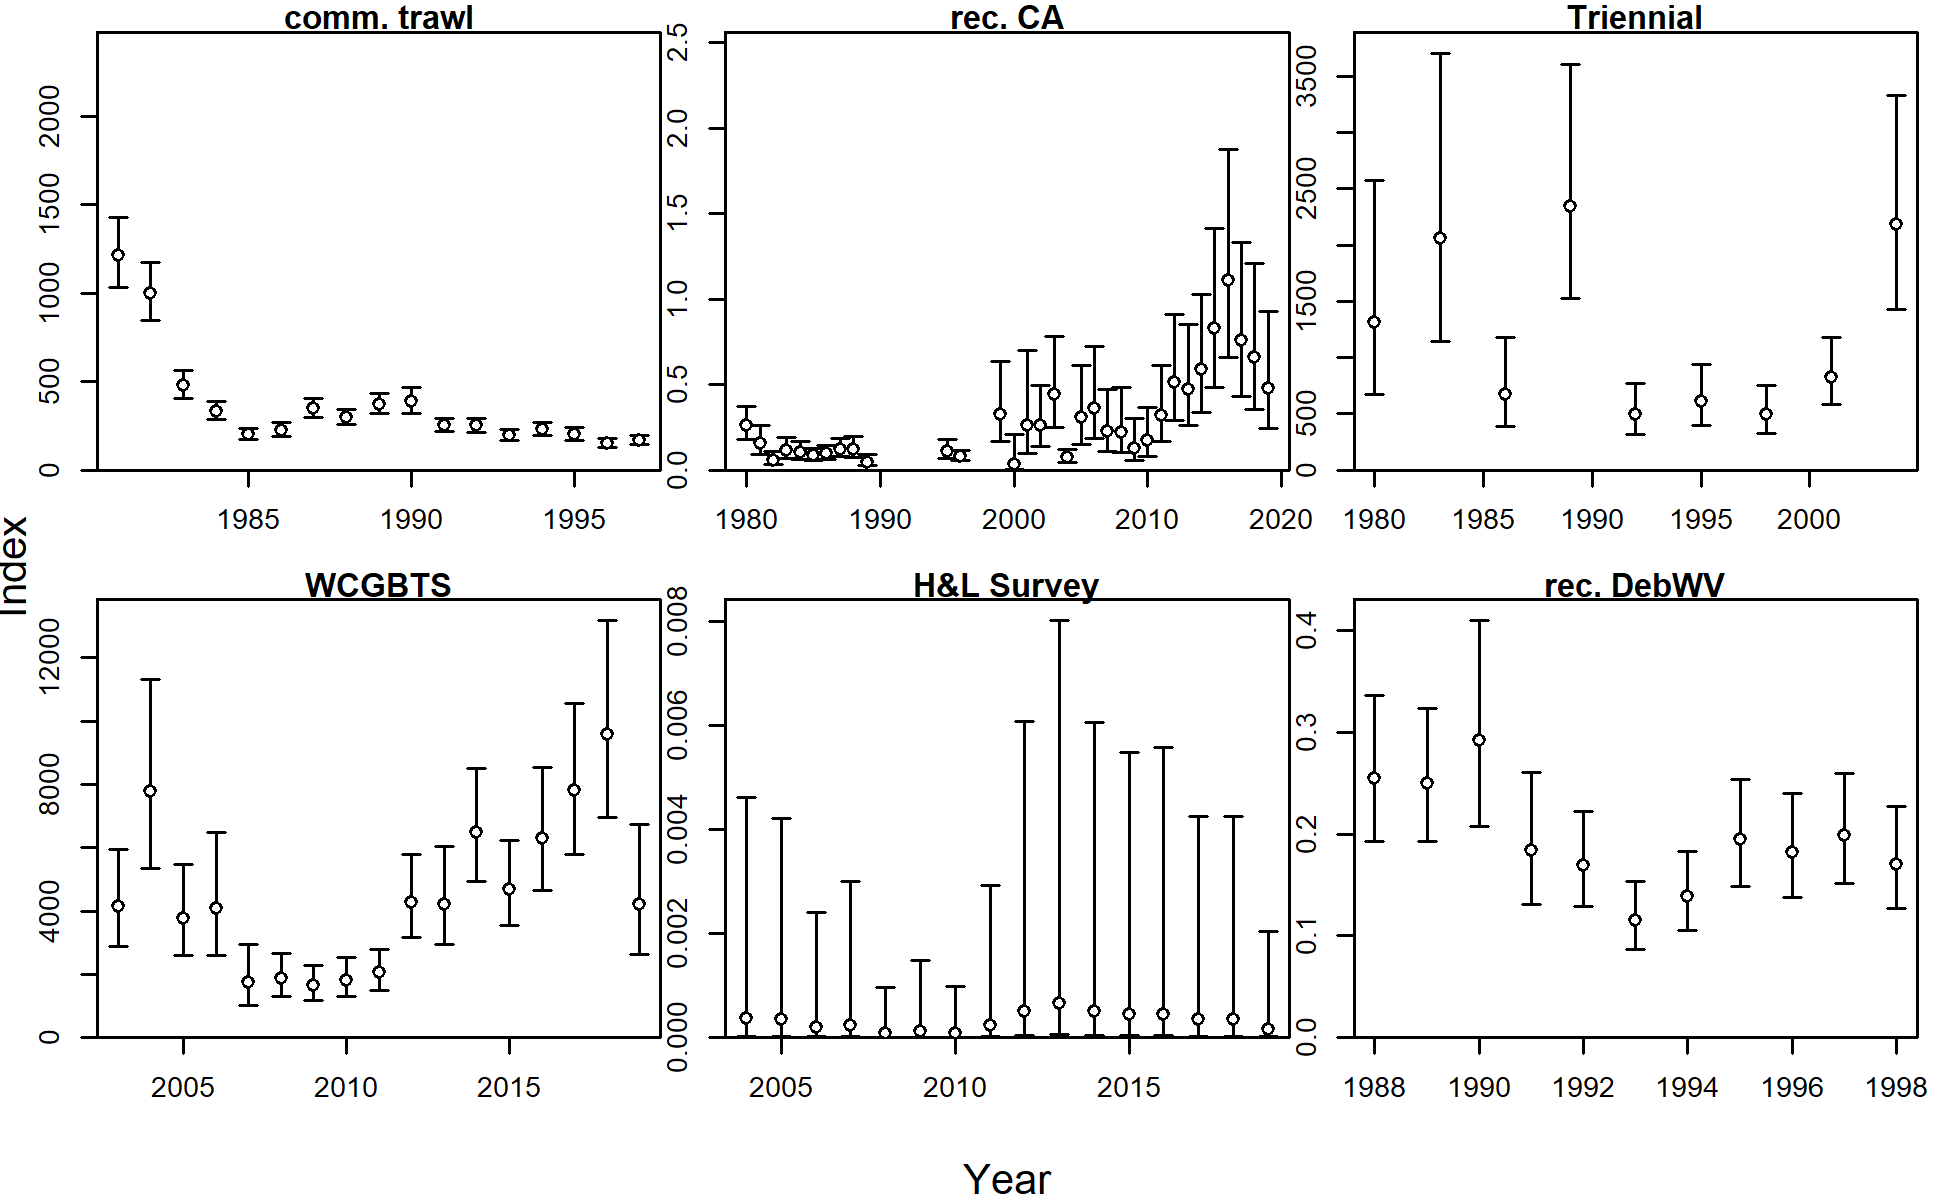 comm. trawl
0 500 1000 1500 2000
1985 1990 1995
rec. CA
0.0 0.5 1.0 1.5 2.0 2.5
1980 1990 2000 2010 2020
Triennial
0 500 1500 2500 3500
1980 1985 1990 1995 2000
Index
WCGBTS
0 4000 8000 12000
2005 2010 2015
H&L Survey
0.000 0.002 0.004 0.006 0.008
2005 2010 2015
rec. DebWV
0.0 0.1 0.2 0.3 0.4
1988 1990 1992 1994 1996 1998
Year